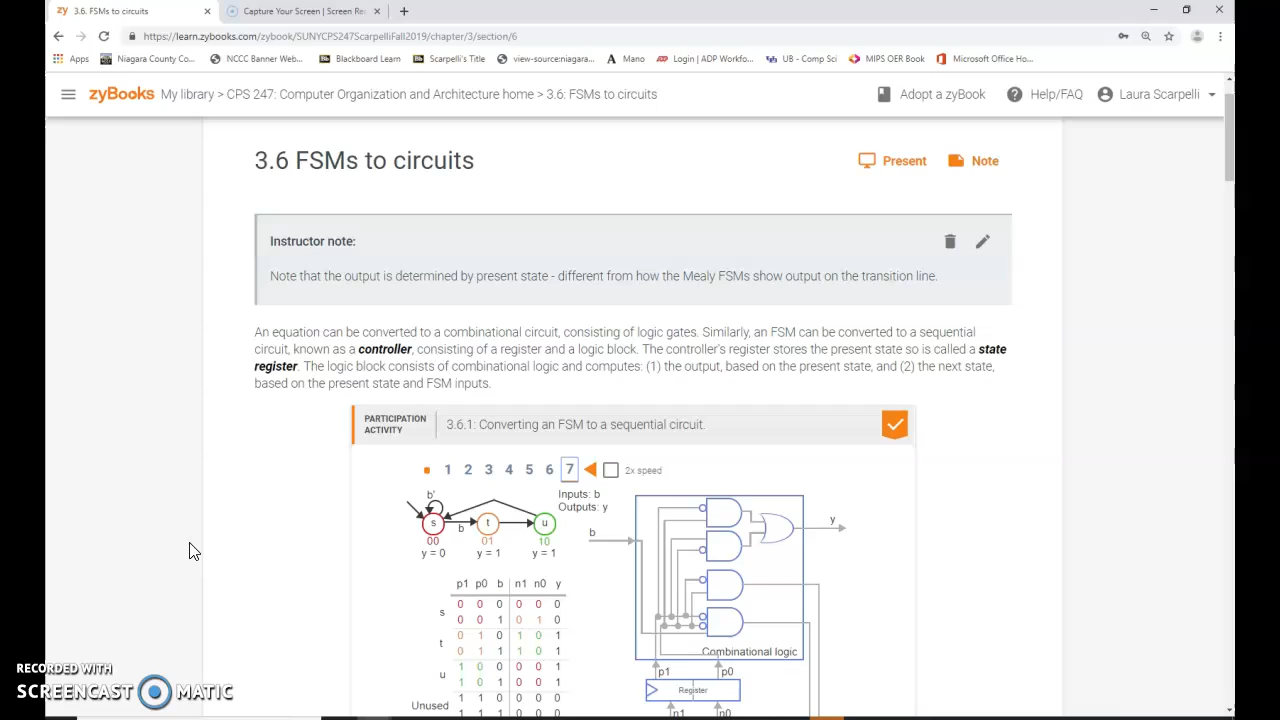 3.6. FSMs to circuits
Capture Your Screen | Screen Re
https://learn.zybooks.com/zybook/SUNYCPS247ScarpelliFall2019/chapter/3/section/6
Apps Niagara County Co... NCCC Banner Web... Blackboard Learn Scarpelli's Title view-source:niagara... Mano Login | ADP Workfo... UB - Comp Sci MIPS OER Book Microsoft Office Ho...
zyBooks My library > CPS 247: Computer Organization and Architecture home > 3.6: FSMs to circuits Adopt a zyBook Help/FAQ Laura Scarpelli
3.6 FSMs to circuits Present Note
Instructor note:
Note that the output is determined by present state - different from how the Mealy FSMs show output on the transition line.
An equation can be converted to a combinational circuit, consisting of logic gates. Similarly, an FSM can be converted to a sequential
circuit, known as a controller, consisting of a register and a logic block. The controller's register stores the present state so is called a state
register. The logic block consists of combinational logic and computes: (1) the output, based on the present state, and (2) the next state,
based on the present state and FSM inputs.
PARTICIPATION
ACTIVITY
3.6.1: Converting an FSM to a sequential circuit.
1 2 3 4 5 6 7 2x speed
Inputs: b
Outputs: y
b'
s b t u
00 01 10
y = 0 y = 1 y = 1
b
y
p1 p0 b n1 n0 y
s
0 0 0 0 0 0
0 0 1 0 1 0
t
0 1 0 1 0 1
0 1 1 1 0 1
u
1 0 0 0 0 1
1 0 1 0 0 1
Unused
1 1 0 0 0 0
1 1 1 0 0 0
Combinational logic
p1 p0
Register
n1 n0
RECORDED WITH
SCREENCAST MATIC